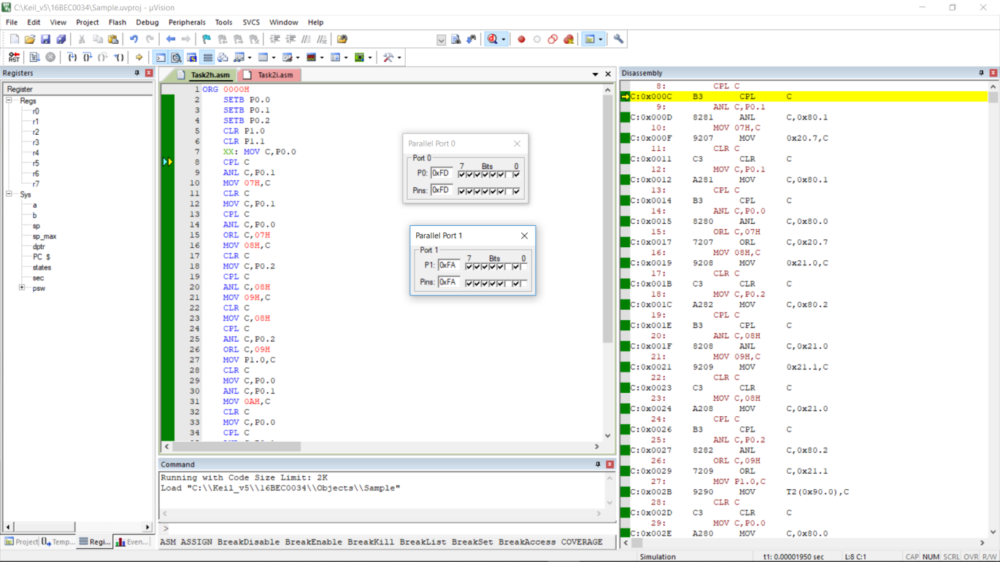 C:\Keil_v5\16BEC0034\Sample.uvproj - µVision
File Edit View Project Flash Debug Peripherals Tools SVCS Window Help
Registers
Register
Regs
r0
r1
r2
r3
r4
r5
r6
r7
Sys
a
b
sp
sp_max
dptr
PC $
states
sec
psw
Project Temp... Regi... Even...
Task2h.asm Task2i.asm
1 ORG 0000H
2 SETB P0.0
3 SETB P0.1
4 SETB P0.2
5 CLR P1.0
6 CLR P1.1
7 XX: MOV C,P0.0
8 CPL C
9 ANL C,P0.1
10 MOV 07H,C
11 CLR C
12 MOV C,P0.1
13 CPL C
14 ANL C,P0.0
15 ORL C,07H
16 MOV 08H,C
17 CLR C
18 MOV C,P0.2
19 CPL C
20 ANL C,08H
21 MOV 09H,C
22 CLR C
23 MOV C,08H
24 CPL C
25 ANL C,P0.2
26 ORL C,09H
27 MOV P1.0,C
28 CLR C
29 MOV C,P0.0
30 ANL C,P0.1
31 MOV 0AH,C
32 CLR C
33 MOV C,P0.0
34 CPL C
Parallel Port 0
Port 0
7 Bits 0
P0: 0xFD
Pins: 0xFD
Parallel Port 1
Port 1
7 Bits 0
P1: 0xFA
Pins: 0xFA
Command
Running with Code Size Limit: 2K
Load "C:\\Keil_v5\\16BEC0034\\Objects\\Sample"
>
ASM ASSIGN BreakDisable BreakEnable BreakKill BreakList BreakSet BreakAccess COVERAGE
Disassembly
8: CPL C
C:0x000C B3 CPL C
9: ANL C,P0.1
C:0x000D 8281 ANL C,0x80.1
10: MOV 07H,C
C:0x000F 9207 MOV 0x20.7,C
11: CLR C
C:0x0011 C3 CLR C
12: MOV C,P0.1
C:0x0012 A281 MOV C,0x80.1
13: CPL C
C:0x0014 B3 CPL C
14: ANL C,P0.0
C:0x0015 8280 ANL C,0x80.0
15: ORL C,07H
C:0x0017 7207 ORL C,0x20.7
16: MOV 08H,C
C:0x0019 9208 MOV 0x21.0,C
17: CLR C
C:0x001B C3 CLR C
18: MOV C,P0.2
C:0x001C A282 MOV C,0x80.2
19: CPL C
C:0x001E B3 CPL C
20: ANL C,08H
C:0x001F 8208 ANL C,0x21.0
21: MOV 09H,C
C:0x0021 9209 MOV 0x21.1,C
22: CLR C
C:0x0023 C3 CLR C
23: MOV C,08H
C:0x0024 A208 MOV C,0x21.0
24: CPL C
C:0x0026 B3 CPL C
25: ANL C,P0.2
C:0x0027 8282 ANL C,0x80.2
26: ORL C,09H
C:0x0029 7209 ORL C,0x21.1
27: MOV P1.0,C
C:0x002B 9290 MOV T2(0x90.0),C
28: CLR C
C:0x002D C3 CLR C
29: MOV C,P0.0
C:0x002E A280 MOV C,0x80.0
Simulation t1: 0.00001950 sec L:8 C:1 CAP NUM SCRL OVR R/W